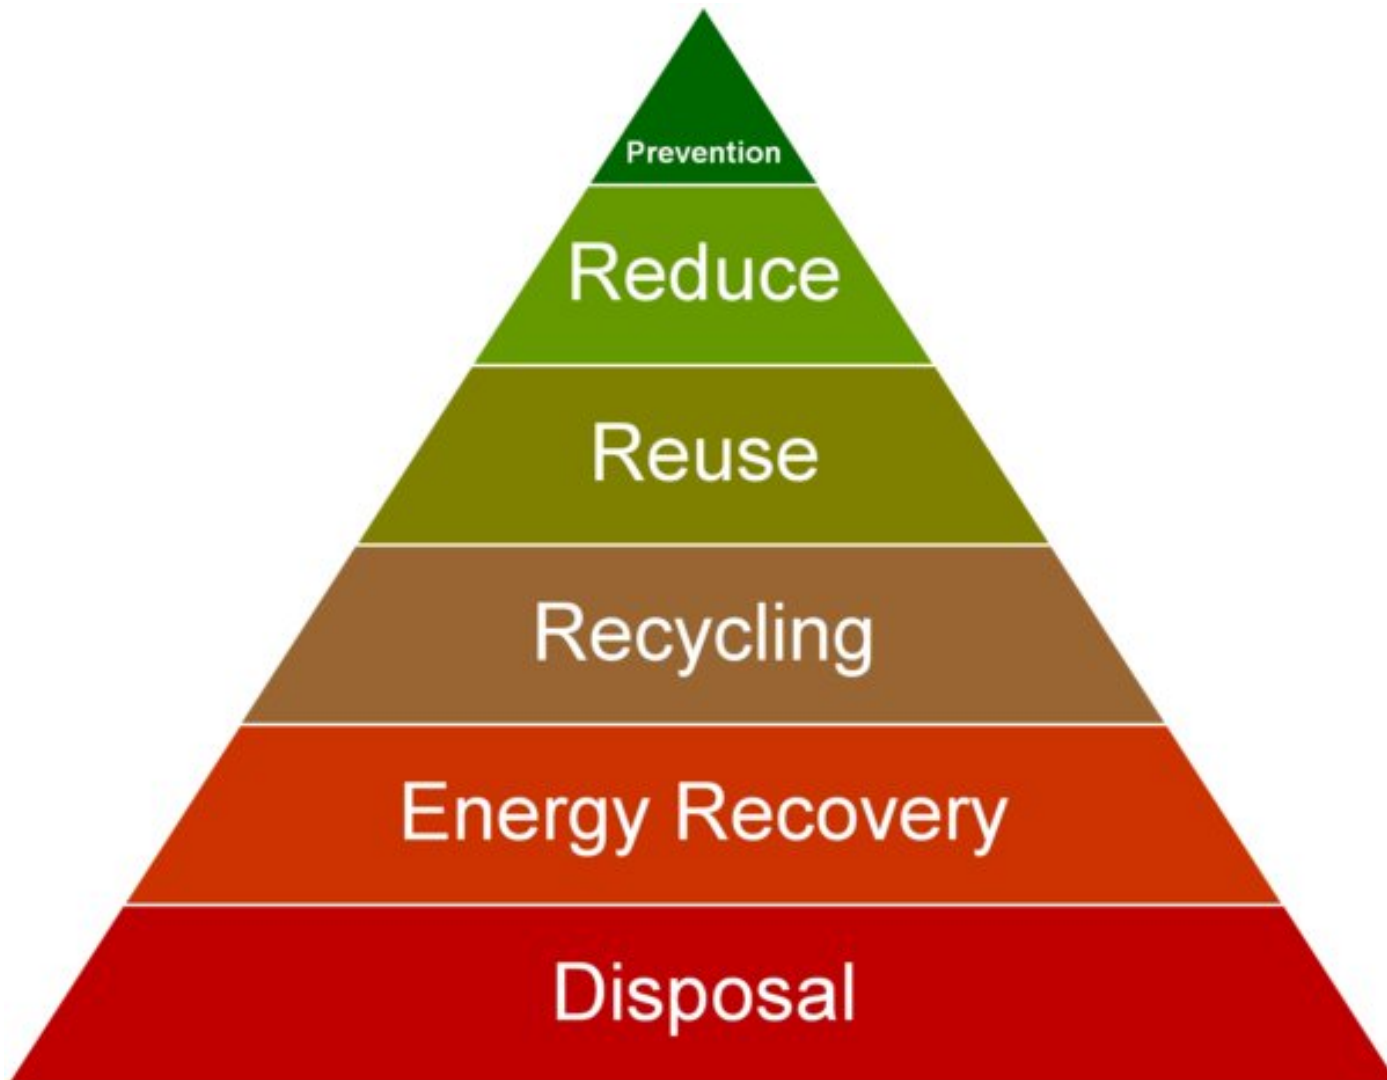 Prevention
Reduce
Reuse
Recycling
Energy Recovery
Disposal